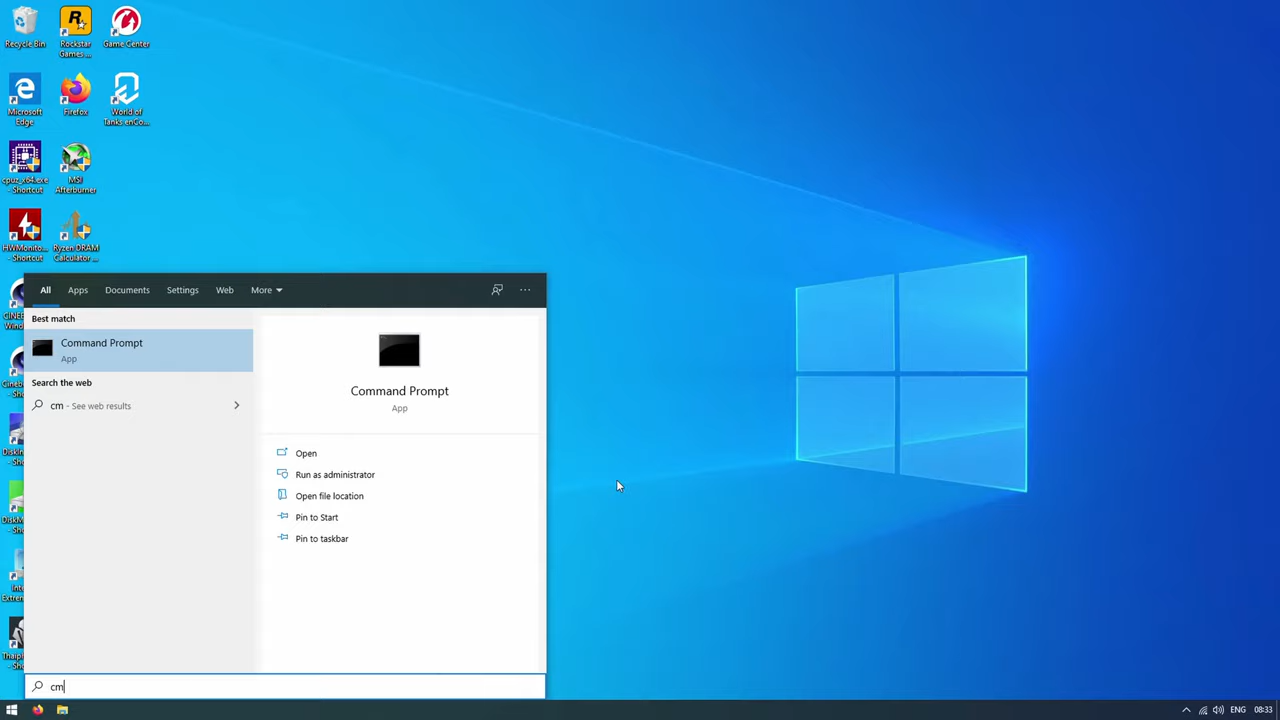 Recycle Bin
Rockstar
Games ...
Game Center
Microsoft
Edge
Firefox
World of
Tanks enCo...
cpuz_x64.exe
- Shortcut
MSI
Afterburner
HWMonito...
- Shortcut
Ryzen DRAM
Calculator ...
All
Apps
Documents
Settings
Web
More
Best match
Command Prompt
App
Search the web
cm - See web results
Command Prompt
App
Open
Run as administrator
Open file location
Pin to Start
Pin to taskbar
cm
ENG
08:33